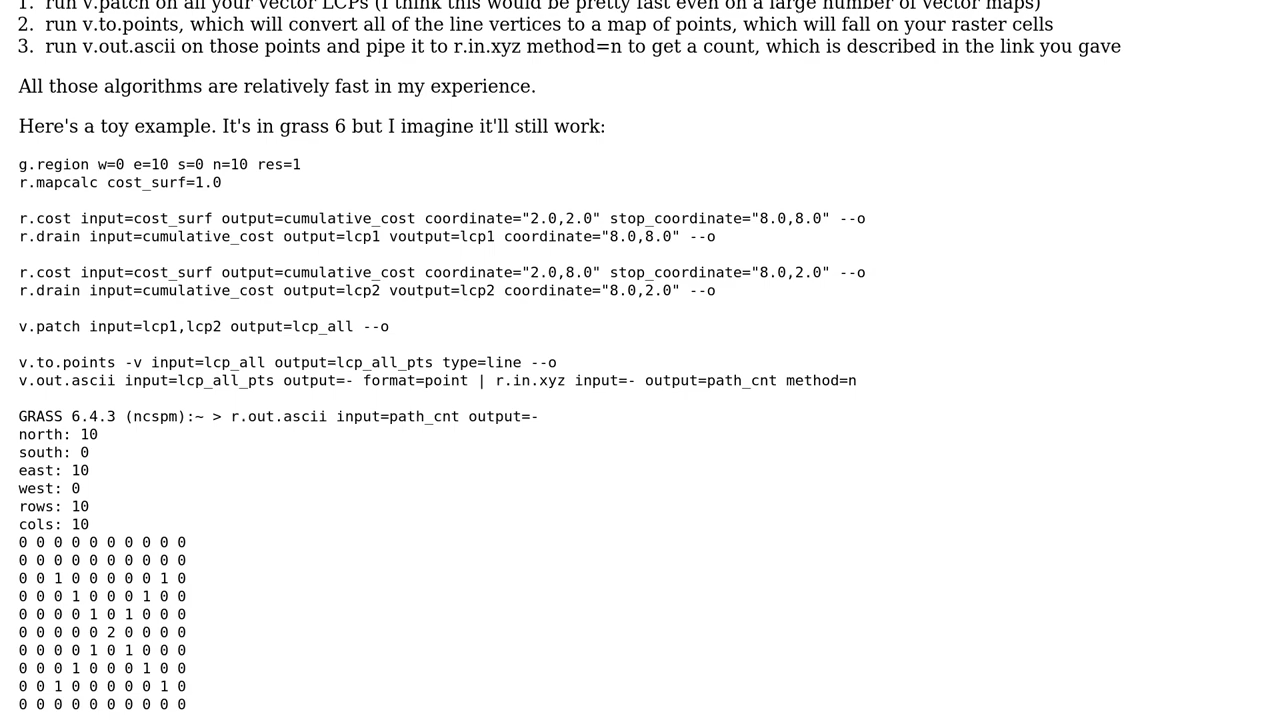 1. run v.patch on all your vector LCPs (I think this would be pretty fast even on a large number of vector maps)
2. run v.to.points, which will convert all of the line vertices to a map of points, which will fall on your raster cells
3. run v.out.ascii on those points and pipe it to r.in.xyz method=n to get a count, which is described in the link you gave
All those algorithms are relatively fast in my experience.
Here's a toy example. It's in grass 6 but I imagine it'll still work:
g.region w=0 e=10 s=0 n=10 res=1
r.mapcalc cost_surf=1.0
r.cost input=cost_surf output=cumulative_cost coordinate="2.0,2.0" stop_coordinate="8.0,8.0" --o
r.drain input=cumulative_cost output=lcp1 voutput=lcp1 coordinate="8.0,8.0" --o
r.cost input=cost_surf output=cumulative_cost coordinate="2.0,8.0" stop_coordinate="8.0,2.0" --o
r.drain input=cumulative_cost output=lcp2 voutput=lcp2 coordinate="8.0,2.0" --o
v.patch input=lcp1,lcp2 output=lcp_all --o
v.to.points -v input=lcp_all output=lcp_all_pts type=line --o
v.out.ascii input=lcp_all_pts output=- format=point | r.in.xyz input=- output=path_cnt method=n
GRASS 6.4.3 (ncspm):~ > r.out.ascii input=path_cnt output=-
north: 10
south: 0
east: 10
west: 0
rows: 10
cols: 10
0 0 0 0 0 0 0 0 0 0
0 0 0 0 0 0 0 0 0 0
0 0 1 0 0 0 0 0 1 0
0 0 0 1 0 0 0 1 0 0
0 0 0 0 1 0 1 0 0 0
0 0 0 0 0 2 0 0 0 0
0 0 0 0 1 0 1 0 0 0
0 0 0 1 0 0 0 1 0 0
0 0 1 0 0 0 0 0 1 0
0 0 0 0 0 0 0 0 0 0